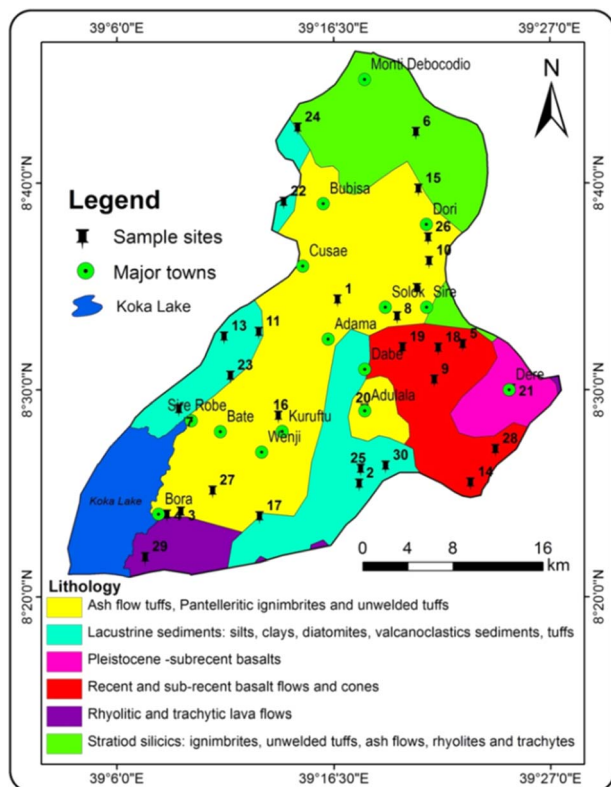 39°6'0"E 39°16'30"E 39°27'0"E
N
Monti Debocodio
24
6
8°40'0"N
8°40'0"N
15
Legend
22
Bubisa
Dori
26
Sample sites
10
Major towns
Cusae
Koka Lake
1
Solok
Sire
8
13
11
Adama
19
18
5
23
Dabe
9
Dere
21
8°30'0"N
8°30'0"N
Sire Robe
7
16
20
Adulala
Bate
Kuruftu
Wenji
28
25
30
2
14
27
Koka Lake
Bora
4
3
17
29
0 4 8 16
km
8°20'0"N
8°20'0"N
Lithology
Ash flow tuffs, Pantelleritic ignimbrites and unwelded tuffs
Lacustrine sediments: silts, clays, diatomites, valcanoclastics sediments, tuffs
Pleistocene -subrecent basalts
Recent and sub-recent basalt flows and cones
Rhyolitic and trachytic lava flows
Stratiod silicics: ignimbrites, unwelded tuffs, ash flows, rhyolites and trachytes
39°6'0"E 39°16'30"E 39°27'0"E